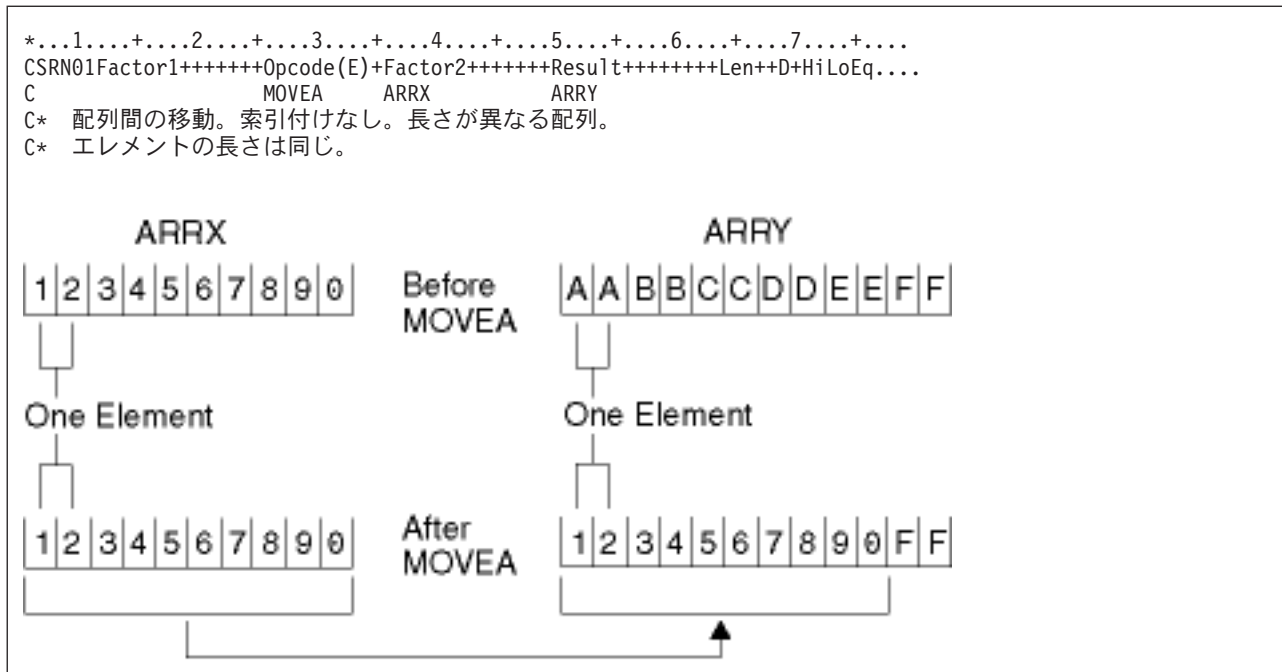 *...1....+....2....+....3....+....4....+....5....+....6....+....7....+....
CSRN01Factor1+++++++Opcode(E)+Factor2+++++++Result++++++++Len++D+HiLoEq....
C                   MOVEA     ARRX          ARRY
C*  配列間の移動。索引付けなし。長さが異なる配列。
C*  エレメントの長さは同じ。
ARRX ARRY
1 2 3 4 5 6 7 8 9 0 Before MOVEA A A B B C C D D E E F F
One Element One Element
1 2 3 4 5 6 7 8 9 0 After MOVEA 1 2 3 4 5 6 7 8 9 0 F F